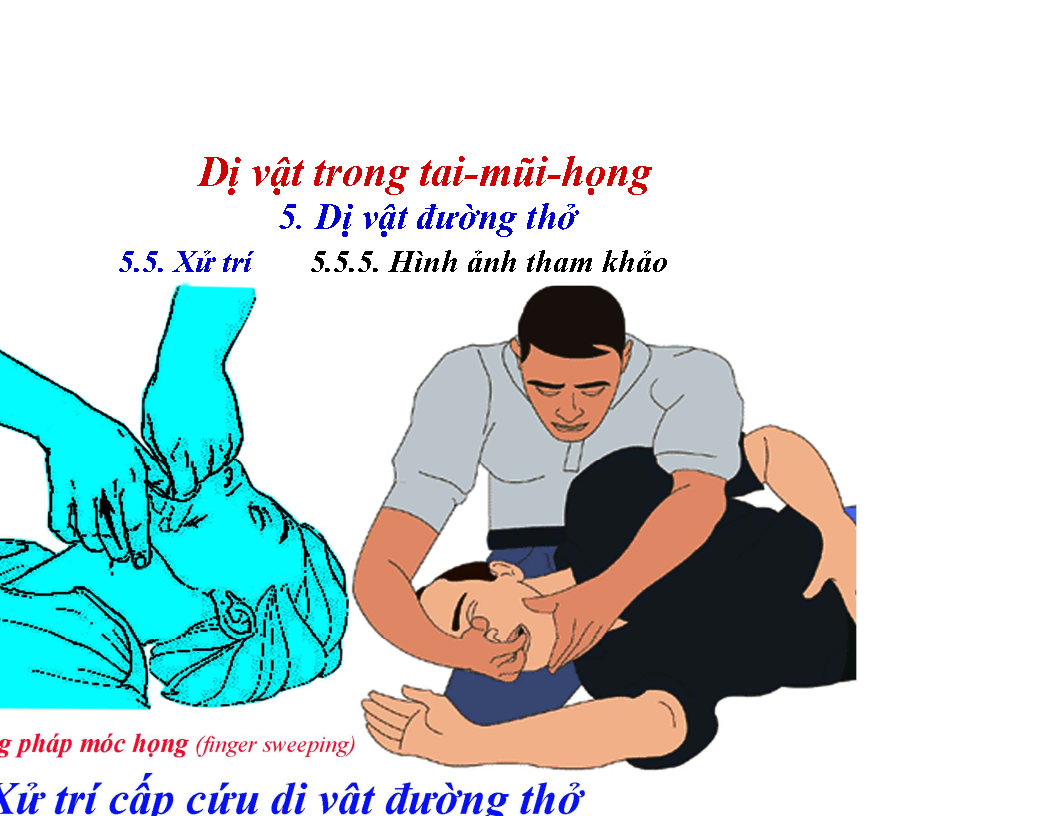 Dị vật trong tai-mũi-họng
5. Dị vật đường thở
5.5. Xử trí 5.5.5. Hình ảnh tham khảo
pháp móc họng (finger sweeping)
Xử trí cấp cứu dị vật đường thở